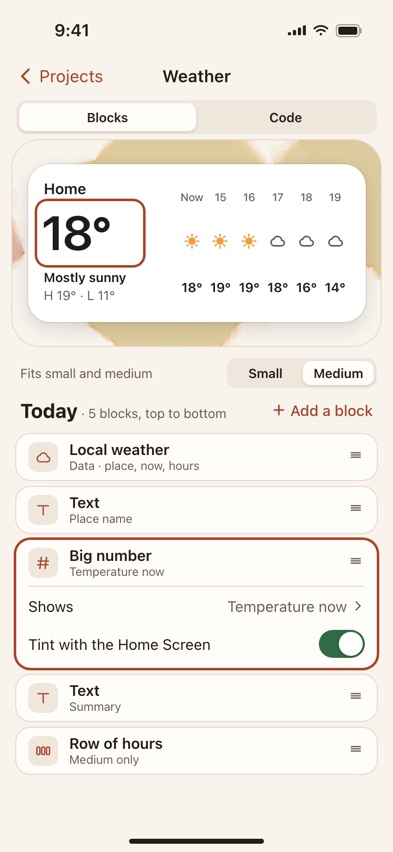 9:41
Projects
Weather
Blocks
Code
Home
18°
Mostly sunny
H 19° · L 11°
Now 15 16 17 18 19
18° 19° 19° 18° 16° 14°
Fits small and medium
Small
Medium
Today · 5 blocks, top to bottom
+ Add a block
Local weather
Data · place, now, hours
Text
Place name
Big number
Temperature now
Shows
Temperature now
Tint with the Home Screen
Text
Summary
Row of hours
Medium only